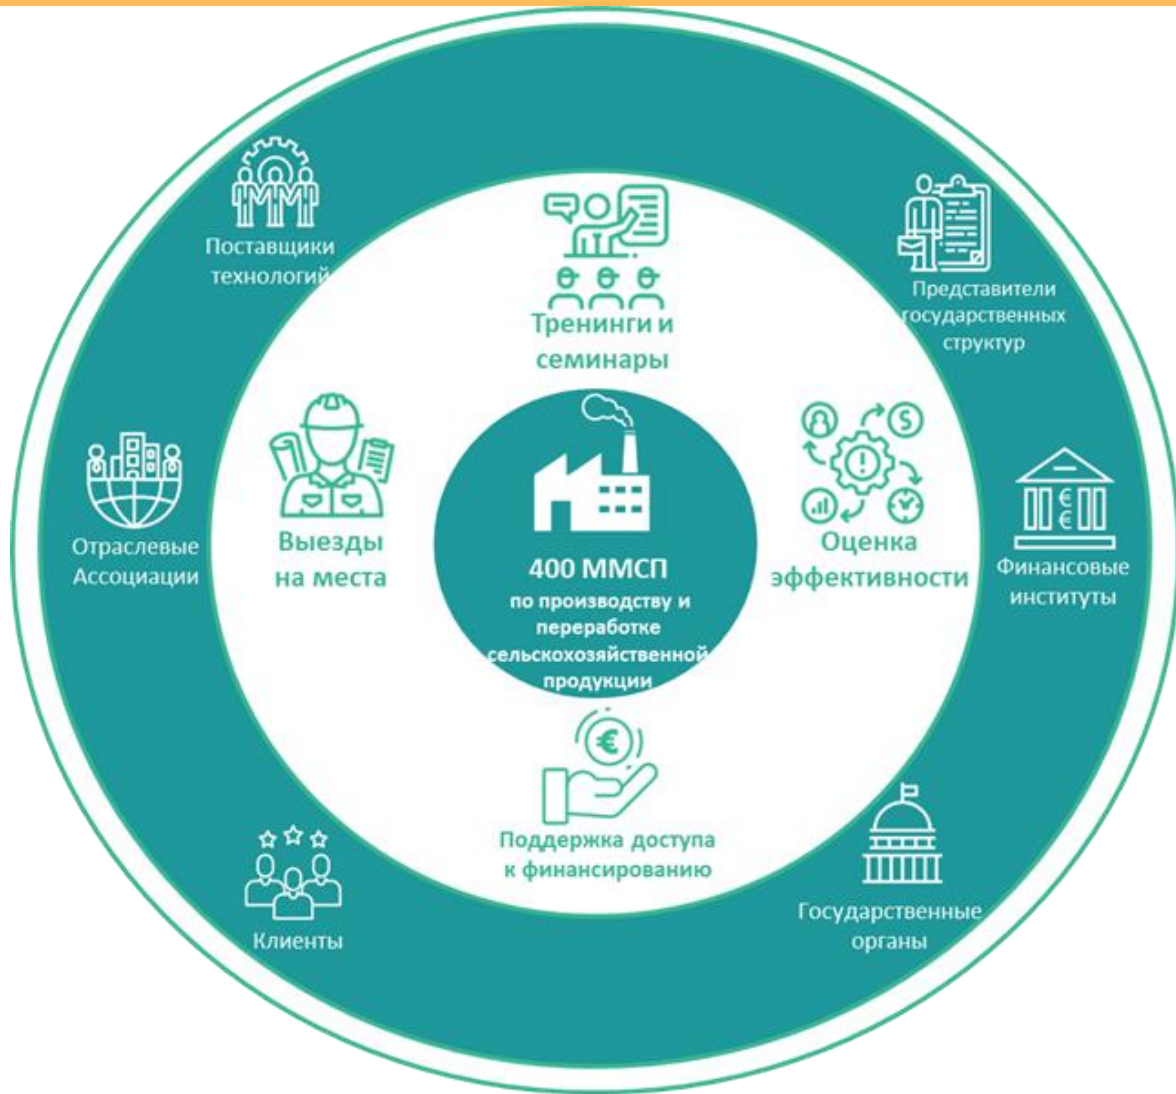 Поставщики
технологий
Тренинги и
семинары
Представители
государственных
структур
Отраслевые
Ассоциации
Выезды
на места
400 ММСП
по производству и
переработке
сельскохозяйственной
продукции
Оценка
эффективности
Финансовые
институты
Поддержка доступа
к финансированию
Клиенты
Государственные
органы